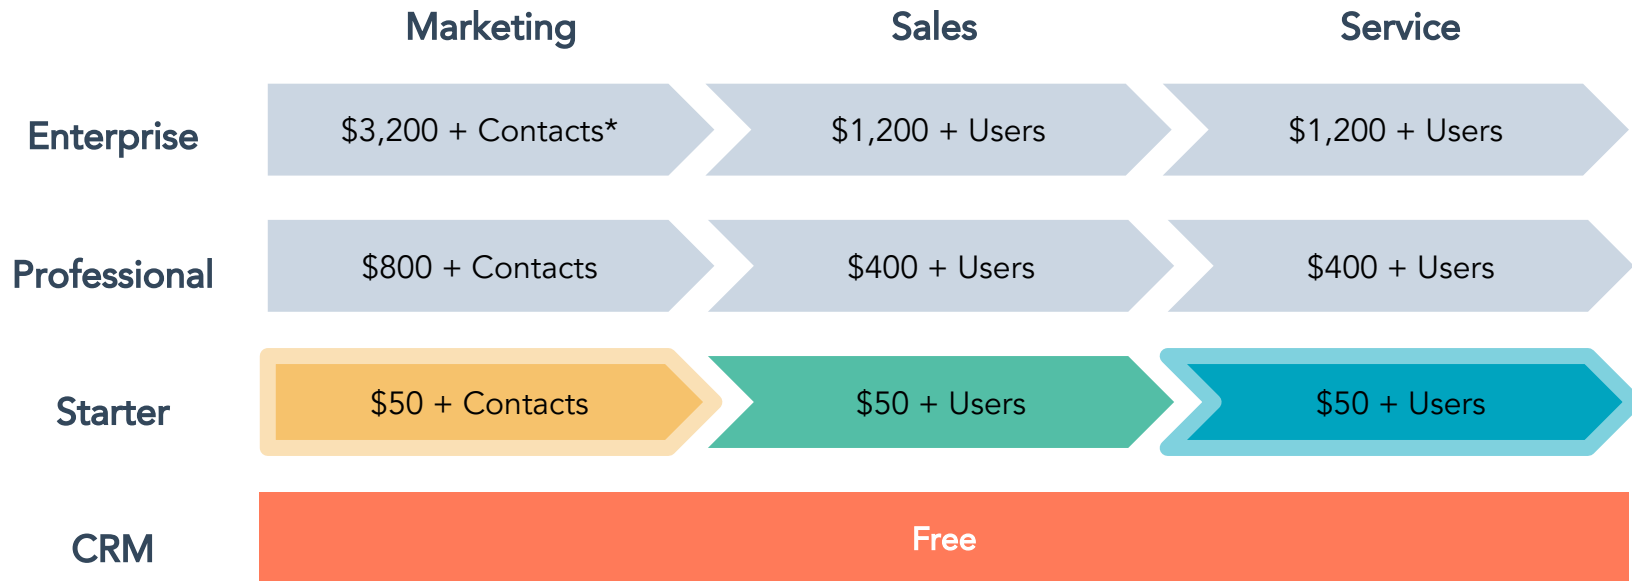 Marketing Sales Service
Enterprise $3,200 + Contacts* $1,200 + Users $1,200 + Users
Professional $800 + Contacts $400 + Users $400 + Users
Starter $50 + Contacts $50 + Users $50 + Users
CRM Free